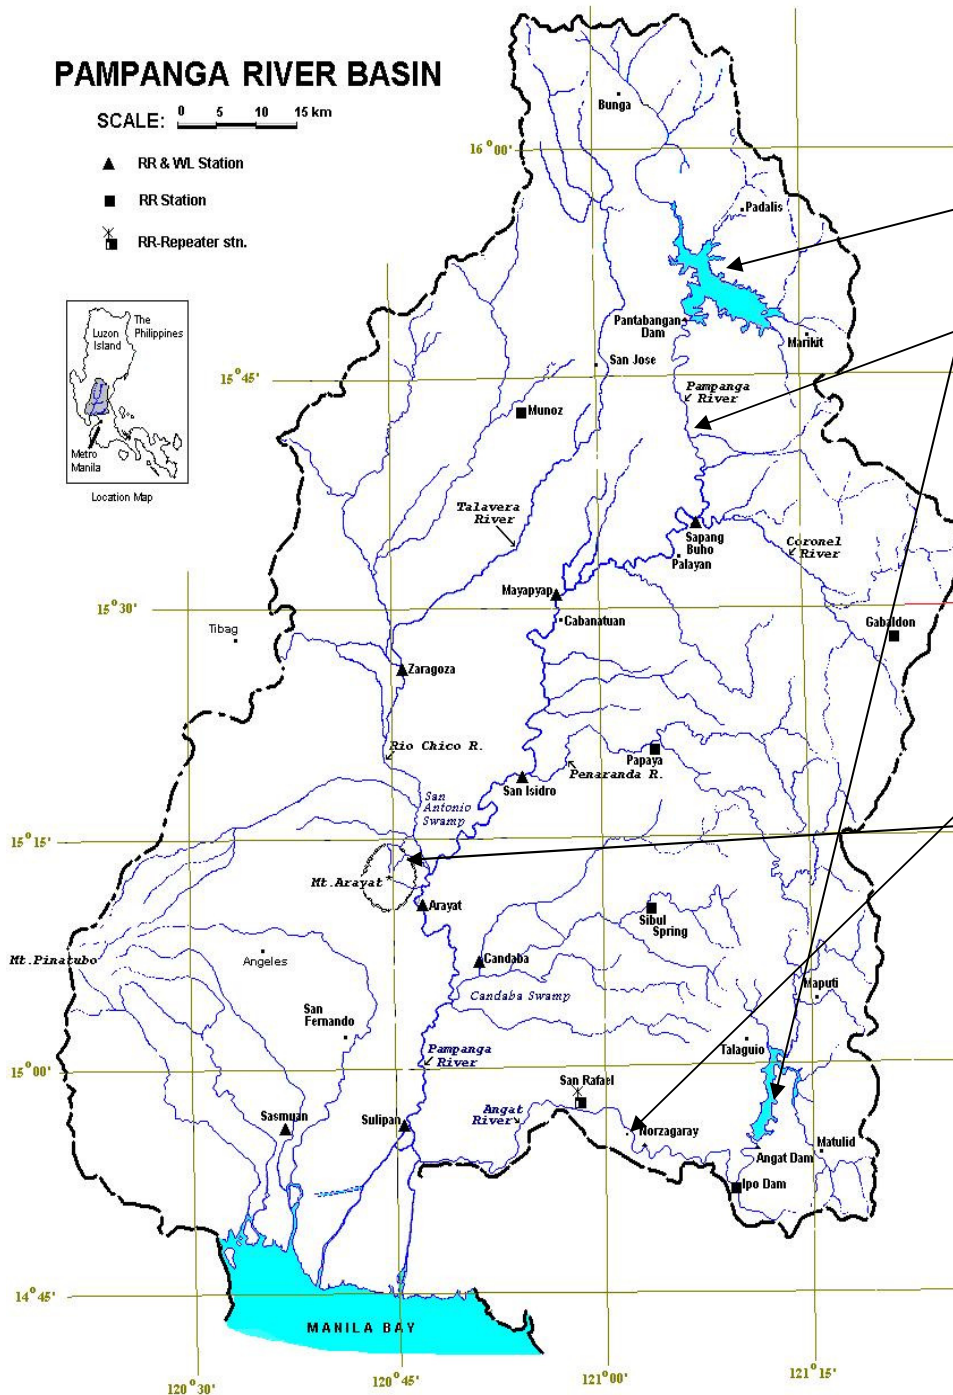 PAMPANGA RIVER BASIN
SCALE: 0 5 10 15 km
RR & WL Station
RR Station
RR-Repeater stn.
Luzon
Island
The
Philippines
Metro
Manila
Location Map
Bunga
16°00'
Padalis
Pantabangan
Dam
Marikit
San Jose
15°45'
Pampanga
River
Munoz
Talavera
River
Sapang
Buho
Coronel
River
Palayan
Mayapyap
15°30'
Cabanatuan
Gabaldon
Tibag
Zaragoza
Rio Chico R.
Papaya
Penaranda R.
San Isidro
San
Antonio
Swamp
15°15'
Mt.Arayat*
Arayat
Sibul
Spring
Mt.Pinatubo
Angeles
Candaba
Candaba Swamp
Maputi
San
Fernando
Talaguio
Pampanga
River
15°00'
San Rafael
Angat
River
Sasmuan
Sulipan
Norzagaray
Matulid
Angat Dam
Ipo Dam
14°45'
MANILA BAY
120°30'
120°45'
121°00'
121°15'